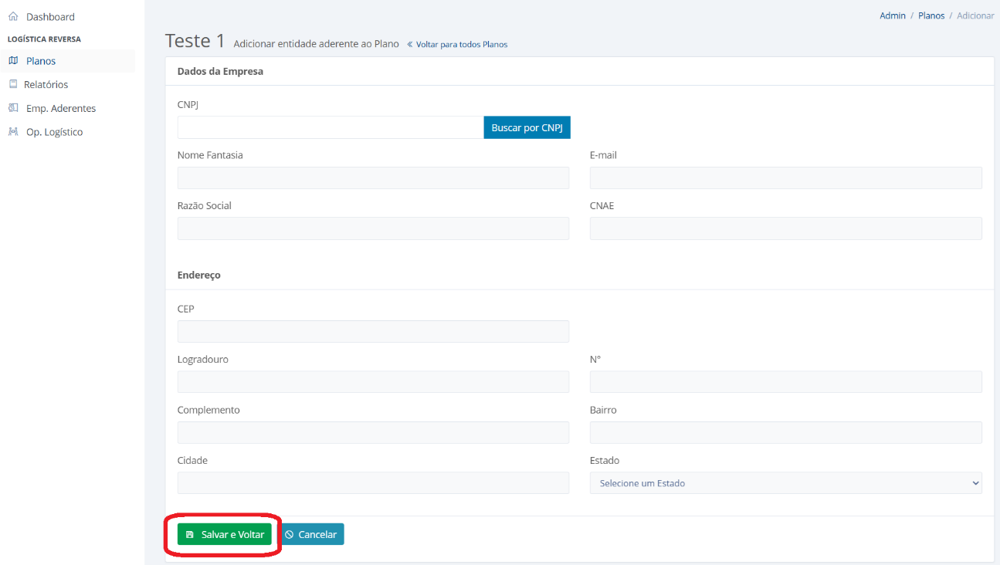 Dashboard
LOGÍSTICA REVERSA
Planos
Relatórios
Emp. Aderentes
Op. Logístico
Admin / Planos / Adicionar
Teste 1 Adicionar entidade aderente ao Plano « Voltar para todos Planos
Dados da Empresa
CNPJ
Buscar por CNPJ
Nome Fantasia
E-mail
Razão Social
CNAE
Endereço
CEP
Logradouro
N°
Complemento
Bairro
Cidade
Estado
Selecione um Estado
Salvar e Voltar
Cancelar